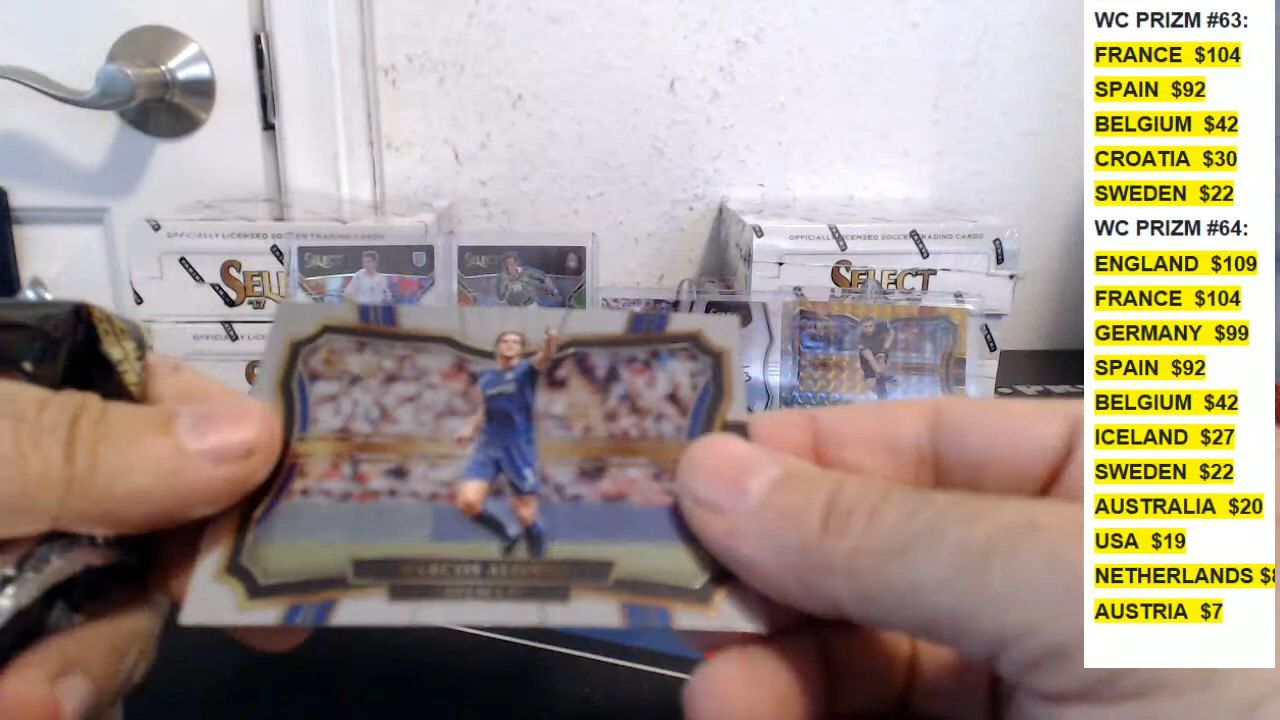 WC PRIZM #63:
FRANCE $104
SPAIN $92
BELGIUM $42
CROATIA $30
SWEDEN $22
WC PRIZM #64:
ENGLAND $109
FRANCE $104
GERMANY $99
SPAIN $92
BELGIUM $42
ICELAND $27
SWEDEN $22
AUSTRALIA $20
USA $19
NETHERLANDS
AUSTRIA $7
OFFICIALLY LICENSED SOCCER TRADING CARDS
SELECT
SELECT
OFFICIALLY LICENSED SOCCER TRADING CARDS
SELECT